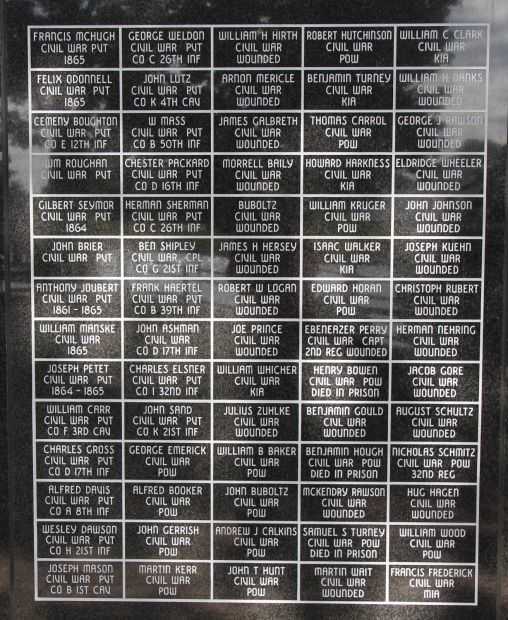 FRANCIS MCHUGH
CIVIL WAR PVT
1865
GEORGE WELDON
CIVIL WAR PVT
CO C 26TH INF
WILLIAM H HIRTH
CIVIL WAR
WOUNDED
ROBERT HUTCHINSON
CIVIL WAR
POW
WILLIAM C CLARK
CIVIL WAR
KIA
FELIX ODONNELL
CIVIL WAR PVT
1865
JOHN LUTZ
CIVIL WAR PVT
CO K 4TH CAV
ARNON MERICLE
CIVIL WAR
WOUNDED
BENJAMIN TURNEY
CIVIL WAR
KIA
WILLIAM H DANKS
CIVIL WAR
WOUNDED
CEMENY BOUGHTON
CIVIL WAR PVT
CO E 12TH INF
W MASS
CIVIL WAR PVT
CO B 50TH INF
JAMES GALBRETH
CIVIL WAR
WOUNDED
THOMAS CARROL
CIVIL WAR
POW
GEORGE J RAWSON
CIVIL WAR
WOUNDED
WM ROUGHAN
CIVIL WAR PVT
CHESTER PACKARD
CIVIL WAR PVT
CO D 16TH INF
MORRELL BAILY
CIVIL WAR
WOUNDED
HOWARD HARKNESS
CIVIL WAR
KIA
ELDRIDGE WHEELER
CIVIL WAR
WOUNDED
GILBERT SEYMOR
CIVIL WAR PVT
1864
HERMAN SHERMAN
CIVIL WAR PVT
CO C 26TH INF
BUBOLTZ
CIVIL WAR
WOUNDED
WILLIAM KRUGER
CIVIL WAR
POW
JOHN JOHNSON
CIVIL WAR
WOUNDED
JOHN BRIER
CIVIL WAR PVT
BEN SHIPLEY
CIVIL WAR, CPL
CO G 21ST INF
JAMES H HERSEY
CIVIL WAR
WOUNDED
ISAAC WALKER
CIVIL WAR
KIA
JOSEPH KUEHN
CIVIL WAR
WOUNDED
ANTHONY JOUBERT
CIVIL WAR PVT
1861 - 1865
FRANK HAERTEL
CIVIL WAR PVT
CO B 39TH INF
ROBERT W LOGAN
CIVIL WAR
WOUNDED
EDWARD HORAN
CIVIL WAR
POW
CHRISTOPH RUBERT
CIVIL WAR
WOUNDED
WILLIAM MANSKE
CIVIL WAR
1865
JOHN ASHMAN
CIVIL WAR
CO D 17TH INF
JOE PRINCE
CIVIL WAR
WOUNDED
EBENAEZER PERRY
CIVIL WAR CAPT
2ND REG WOUNDED
HERMAN NEHRING
CIVIL WAR
WOUNDED
JOSEPH PETET
CIVIL WAR PVT
1864 - 1865
CHARLES ELSNER
CIVIL WAR PVT
CO I 32ND INF
WILLIAM WHICHER
CIVIL WAR
KIA
HENRY BOWEN
CIVIL WAR POW
DIED IN PRISON
JACOB GORE
CIVIL WAR
WOUNDED
WILLIAM CARR
CIVIL WAR PVT
CO F 3RD CAV
JOHN SAND
CIVIL WAR PVT
CO K 21ST INF
JULIUS ZUHLKE
CIVIL WAR
WOUNDED
BENJAMIN GOULD
CIVIL WAR
WOUNDED
AUGUST SCHULTZ
CIVIL WAR
WOUNDED
CHARLES GROSS
CIVIL WAR PVT
CO D 17TH INF
GEORGE EMERICK
CIVIL WAR
POW
WILLIAM B BAKER
CIVIL WAR
POW
BENJAMIN HOUGH
CIVIL WAR POW
DIED IN PRISON
NICHOLAS SCHMITZ
CIVIL WAR POW
32ND REG
ALFRED DAVIS
CIVIL WAR PVT
CO A 8TH INF
ALFRED BOOKER
CIVIL WAR
POW
JOHN BUBOLTZ
CIVIL WAR
POW
MCKENDRY RAWSON
CIVIL WAR
WOUNDED
HUG HAGEN
CIVIL WAR
WOUNDED
WESLEY DAWSON
CIVIL WAR PVT
CO H 21ST INF
JOHN GERRISH
CIVIL WAR
POW
ANDREW J CALKINS
CIVIL WAR
POW
SAMUEL S TURNEY
CIVIL WAR POW
DIED IN PRISON
WILLIAM WOOD
CIVIL WAR
POW
JOSEPH MASON
CIVIL WAR PVT
CO B 1ST CAV
MARTIN KERR
CIVIL WAR
POW
JOHN T HUNT
CIVIL WAR
POW
MARTIN WAIT
CIVIL WAR
WOUNDED
FRANCIS FREDERICK
CIVIL WAR
MIA